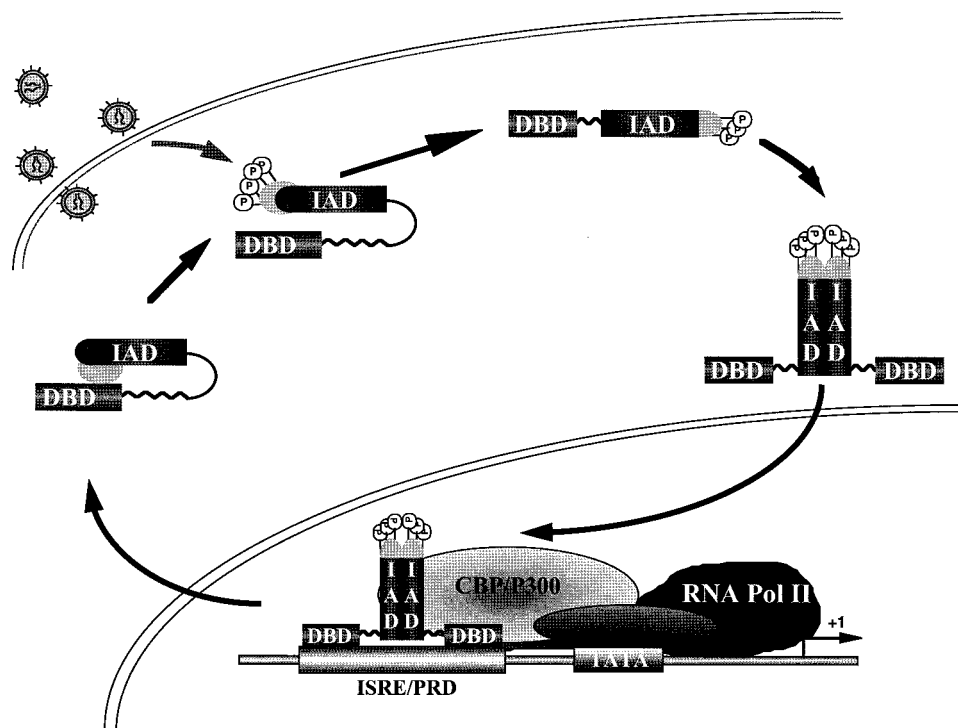 DBD IAD P P P P
P P P P IAD
DBD
P P P P P P
I I
A A
D D
IAD
DBD DBD
DBD
P P P P P P
I I
A A
D D
CBP/P300
RNA Pol II
+1
DBD DBD
TATA
ISRE/PRD